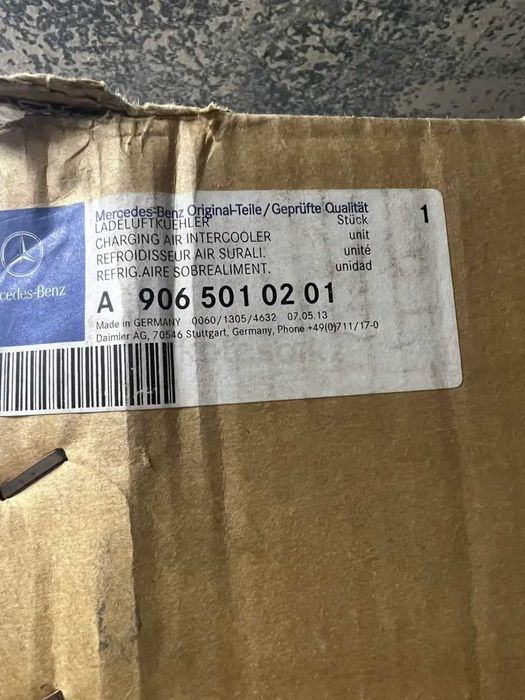 Mercedes-Benz Original-Teile / Geprüfte Qualität
LADELUFTKUEHLER Stück 1
CHARGING AIR INTERCOOLER unit
REFROIDISSEUR AIR SURALI. unité
REFRIG.AIRE SOBREALIMENT. unidad
cedes-Benz
A 906 501 02 01
Made in GERMANY 0060/1305/4632 07.05.13
Daimler AG, 70546 Stuttgart, Germany, Phone +49(0)711/17-0